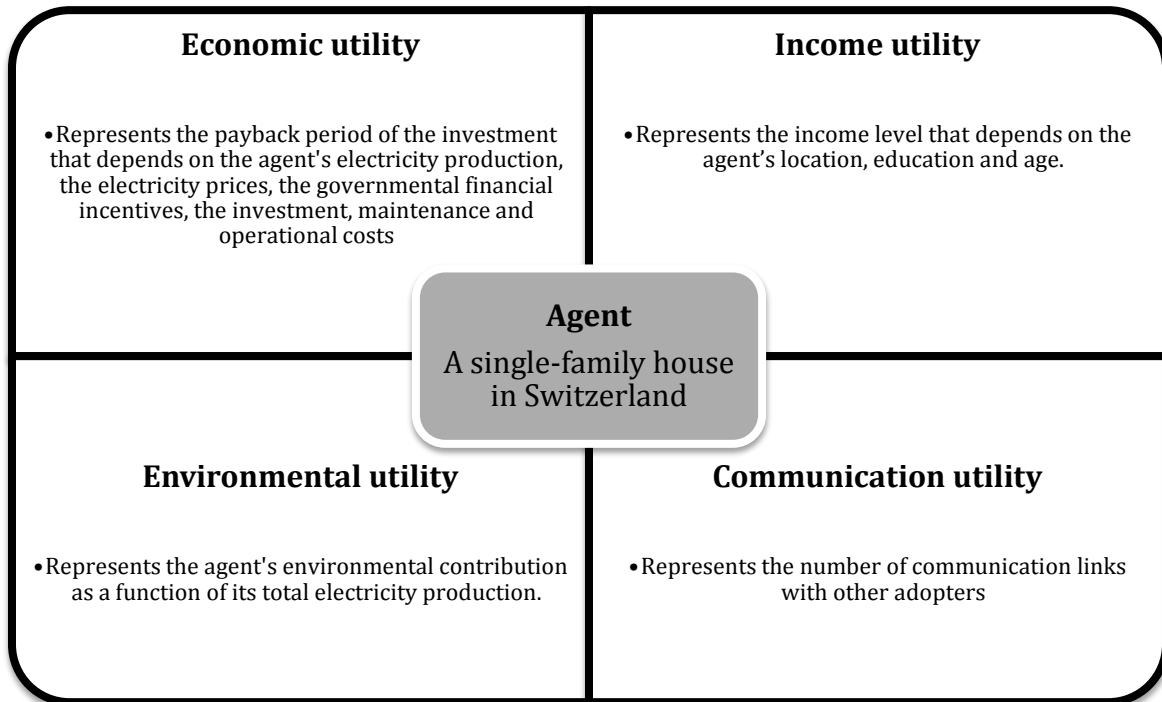 Economic utility
•Represents the payback period of the investment
that depends on the agent's electricity production,
the electricity prices, the governmental financial
incentives, the investment, maintenance and
operational costs
Income utility
•Represents the income level that depends on the
agent’s location, education and age.
Agent
A single-family house
in Switzerland
Environmental utility
•Represents the agent's environmental contribution
as a function of its total electricity production.
Communication utility
•Represents the number of communication links
with other adopters